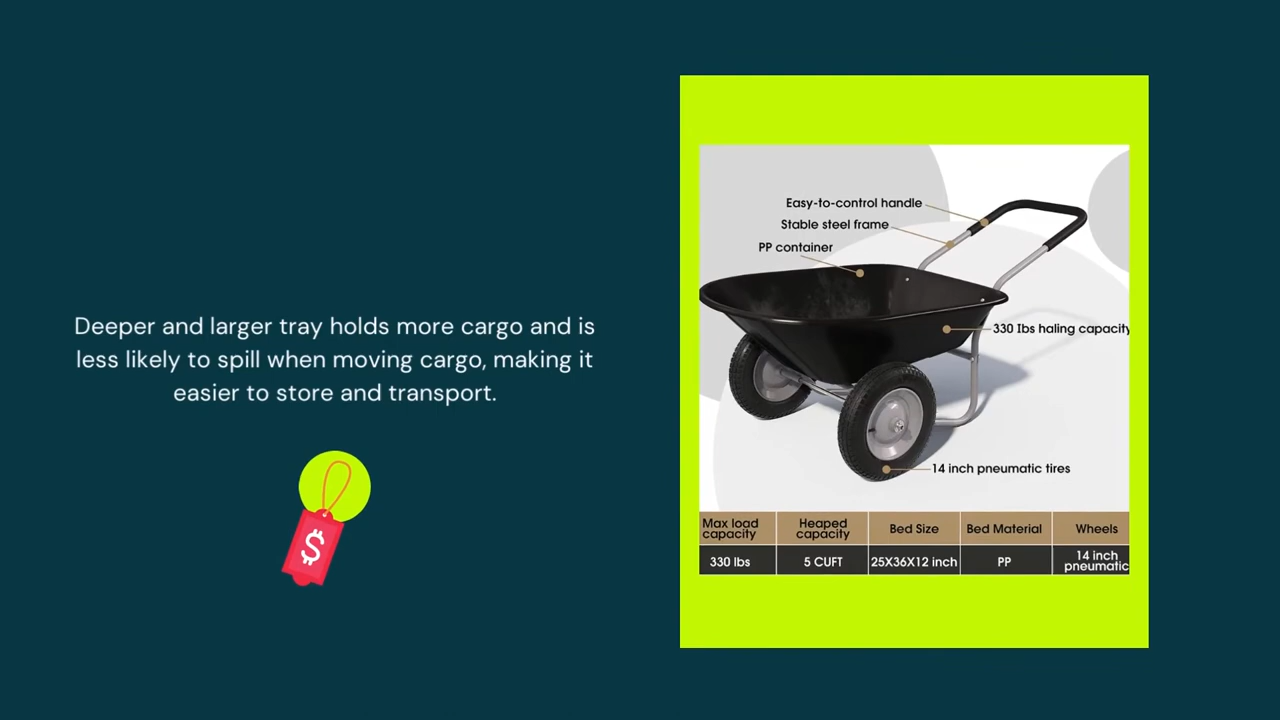 Deeper and larger tray holds more cargo and is
less likely to spill when moving cargo, making it
easier to store and transport.
$
Easy-to-control handle
Stable steel frame
PP container
330 Ibs haling capacity
14 inch pneumatic tires
Max load capacity
Heaped capacity
Bed Size
Bed Material
Wheels
330 lbs
5 CUFT
25X36X12 inch
PP
14 inch pneumatic